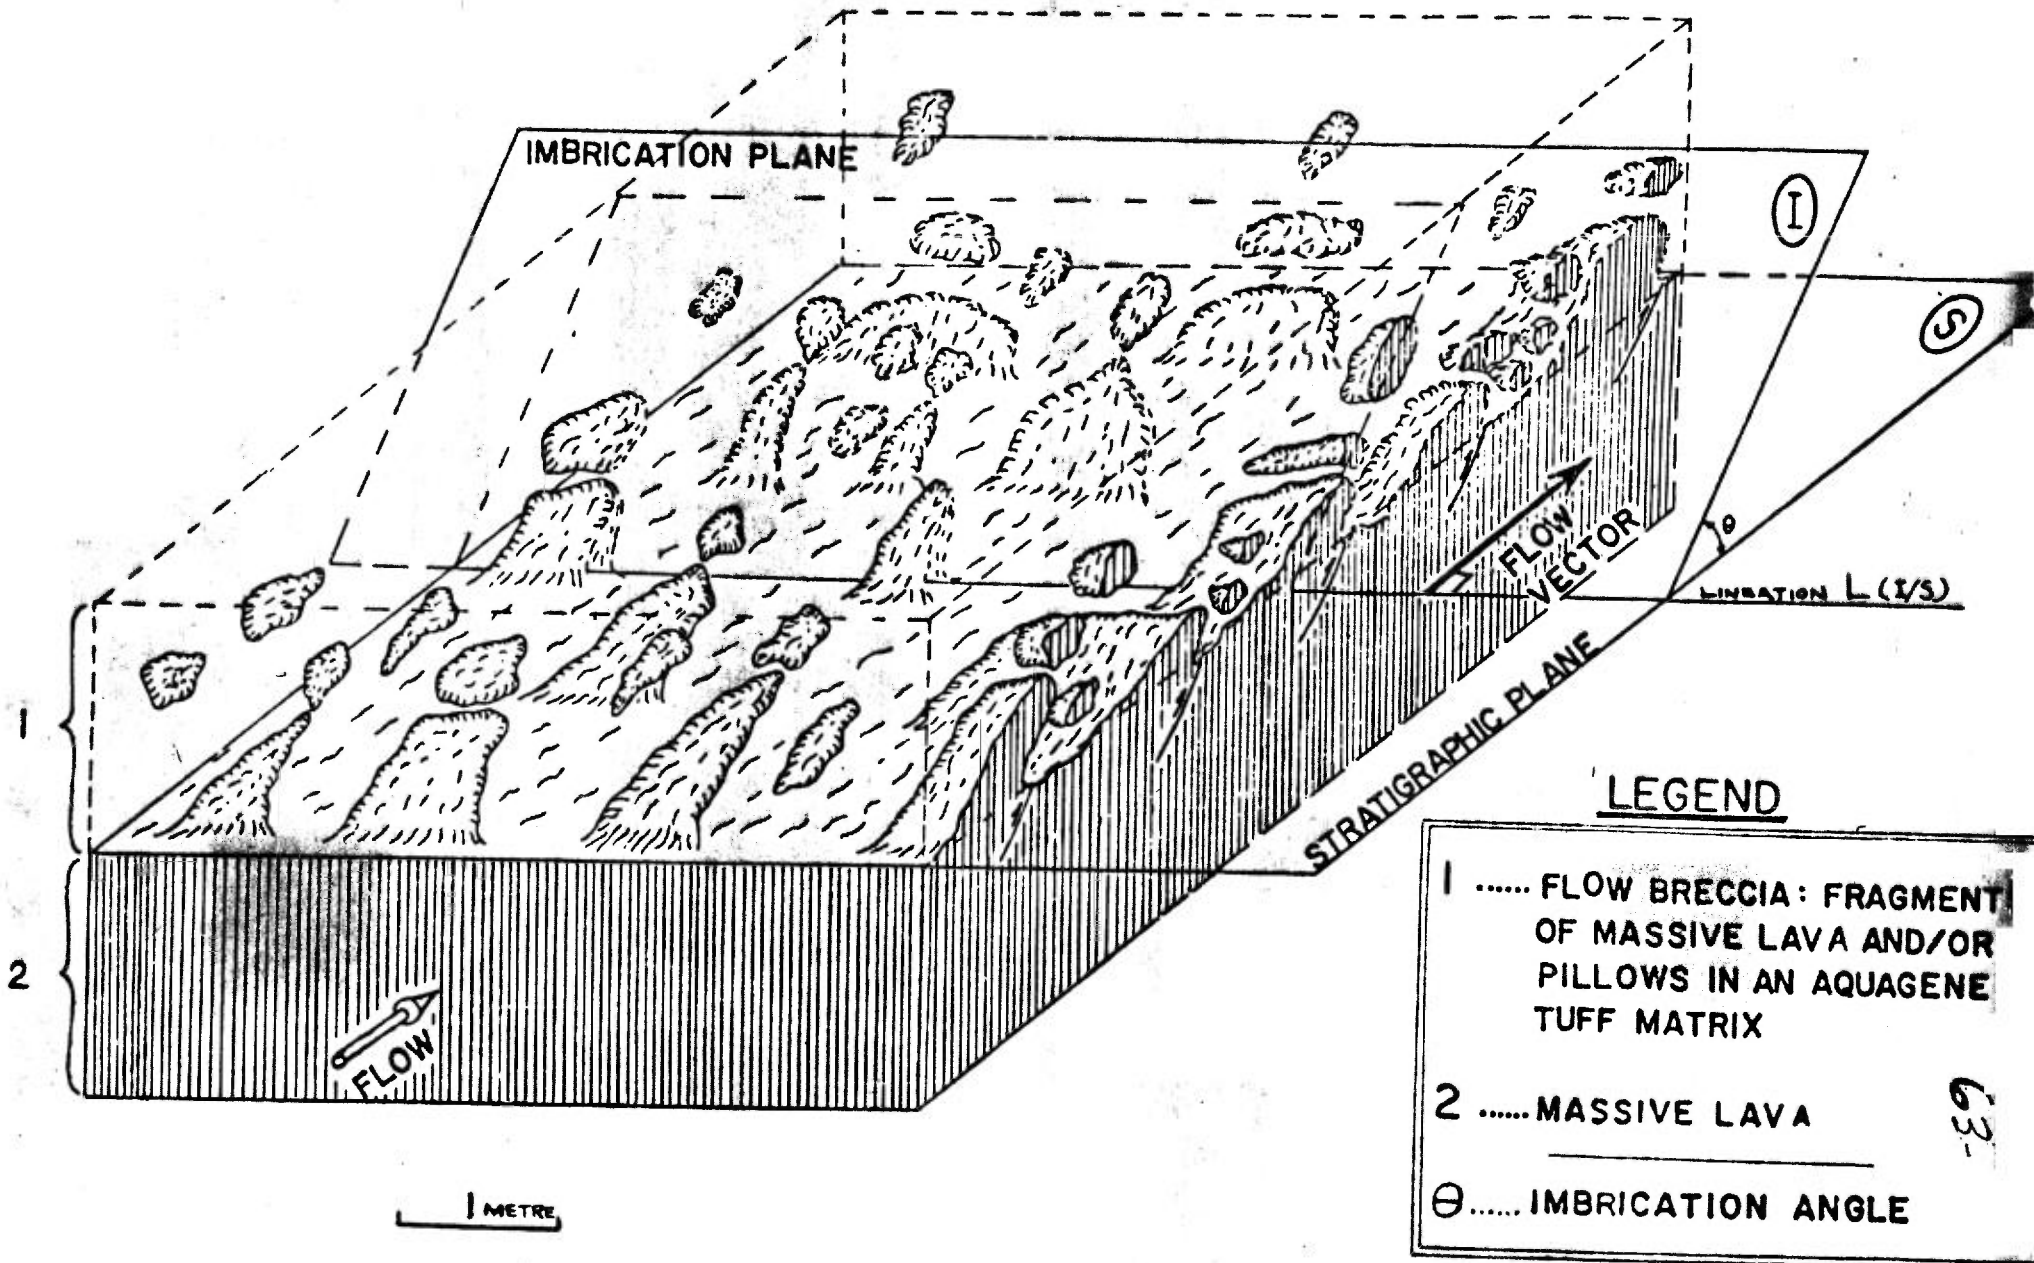 IMBRICATION PLANE
I
S
θ
FLOW
VECTOR
LINEATION L (I/S)
STRATIGRAPHIC PLANE
1
2
FLOW
1 METRE
LEGEND
1 ...... FLOW BRECCIA: FRAGMENT
OF MASSIVE LAVA AND/OR
PILLOWS IN AN AQUAGENE
TUFF MATRIX
2 ...... MASSIVE LAVA
θ ...... IMBRICATION ANGLE
63-